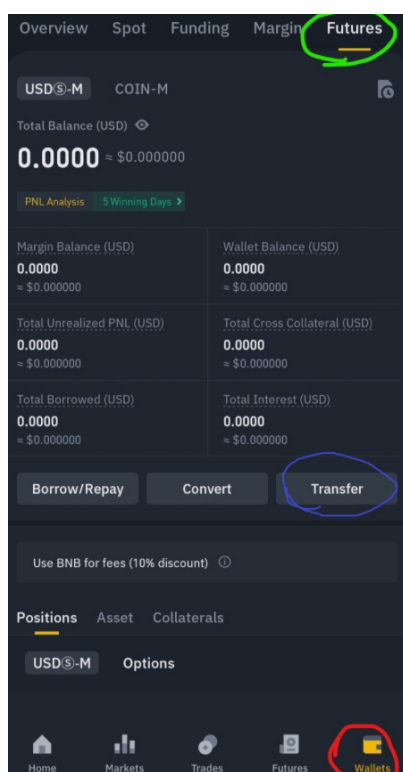 Overview Spot Funding Margin Futures
USDⓈ-M COIN-M
Total Balance (USD)
0.0000 ≈ $0.000000
PNL Analysis 5 Winning Days >
Margin Balance (USD) Wallet Balance (USD)
0.0000 0.0000
≈ $0.000000 ≈ $0.000000
Total Unrealized PNL (USD) Total Cross Collateral (USD)
0.0000 0.0000
≈ $0.000000 ≈ $0.000000
Total Borrowed (USD) Total Interest (USD)
0.0000 0.0000
≈ $0.000000 ≈ $0.000000
Borrow/Repay Convert Transfer
Use BNB for fees (10% discount)
Positions Asset Collaterals
USDⓈ-M Options
Home Markets Trades Futures Wallets